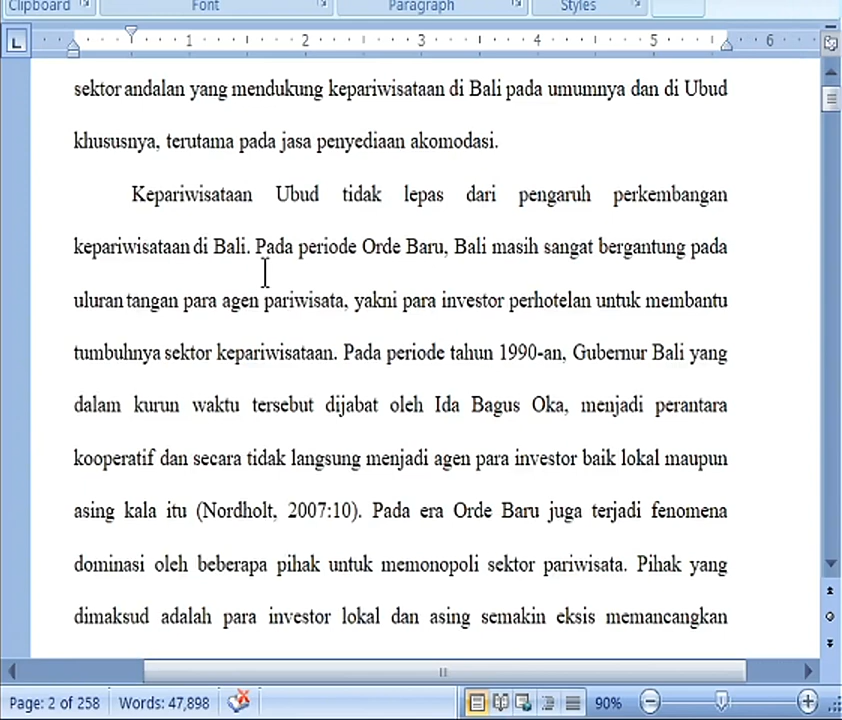 Clipboard Font Paragraph Styles
L 1 2 3 4 5 6
sektor andalan yang mendukung kepariwisataan di Bali pada umumnya dan di Ubud
khususnya, terutama pada jasa penyediaan akomodasi.
Kepariwisataan Ubud tidak lepas dari pengaruh perkembangan
kepariwisataan di Bali. Pada periode Orde Baru, Bali masih sangat bergantung pada
uluran tangan para agen pariwisata, yakni para investor perhotelan untuk membantu
tumbuhnya sektor kepariwisataan. Pada periode tahun 1990-an, Gubernur Bali yang
dalam kurun waktu tersebut dijabat oleh Ida Bagus Oka, menjadi perantara
kooperatif dan secara tidak langsung menjadi agen para investor baik lokal maupun
asing kala itu (Nordholt, 2007:10). Pada era Orde Baru juga terjadi fenomena
dominasi oleh beberapa pihak untuk memonopoli sektor pariwisata. Pihak yang
dimaksud adalah para investor lokal dan asing semakin eksis memancangkan
Page: 2 of 258 Words: 47,898 90%